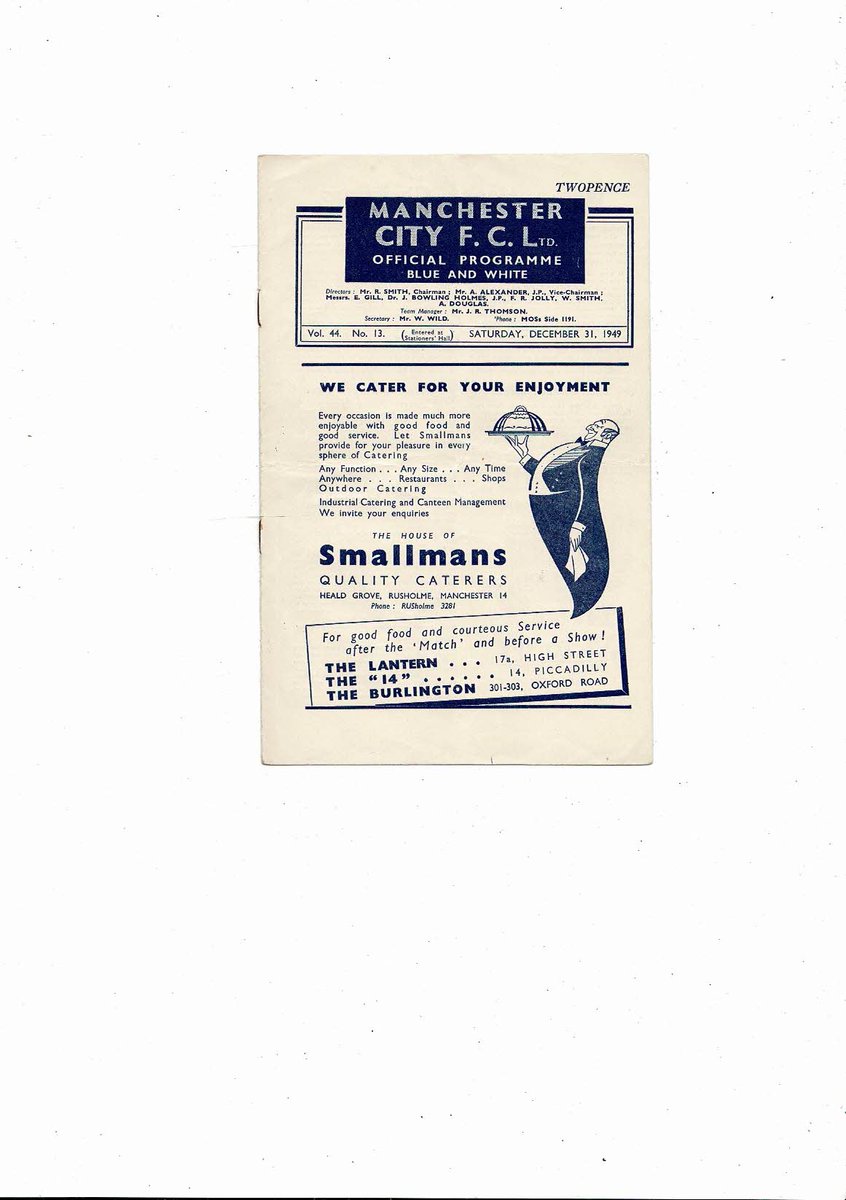 TWOPENCE
MANCHESTER
CITY F. C. LTD.
OFFICIAL PROGRAMME
BLUE AND WHITE
Directors : Mr. R. SMITH, Chairman ; Mr. A. ALEXANDER, J.P., Vice-Chairman ;
Messrs. E. GILL, Dr. J. BOWLING HOLMES, J.P., F. R. JOLLY, W. SMITH,
A. DOUGLAS.
Team Manager : Mr. J. R. THOMSON.
Secretary : Mr. W. WILD. 'Phone : MOSs Side 1191.
Vol. 44. No. 13. (Entered at Stationers' Hall) SATURDAY, DECEMBER 31, 1949
WE CATER FOR YOUR ENJOYMENT
Every occasion is made much more
enjoyable with good food and
good service. Let Smallmans
provide for your pleasure in every
sphere of Catering
Any Function . . . Any Size . . . Any Time
Anywhere . . . Restaurants . . . Shops
Outdoor Catering
Industrial Catering and Canteen Management
We invite your enquiries
THE HOUSE OF
Smallmans
QUALITY CATERERS
HEALD GROVE, RUSHOLME, MANCHESTER 14
Phone : RUSholme 3281
For good food and courteous Service
after the 'Match' and before a Show !
THE LANTERN . . . 17a, HIGH STREET
THE "14" . . . . . . 14, PICCADILLY
THE BURLINGTON 301-303, OXFORD ROAD